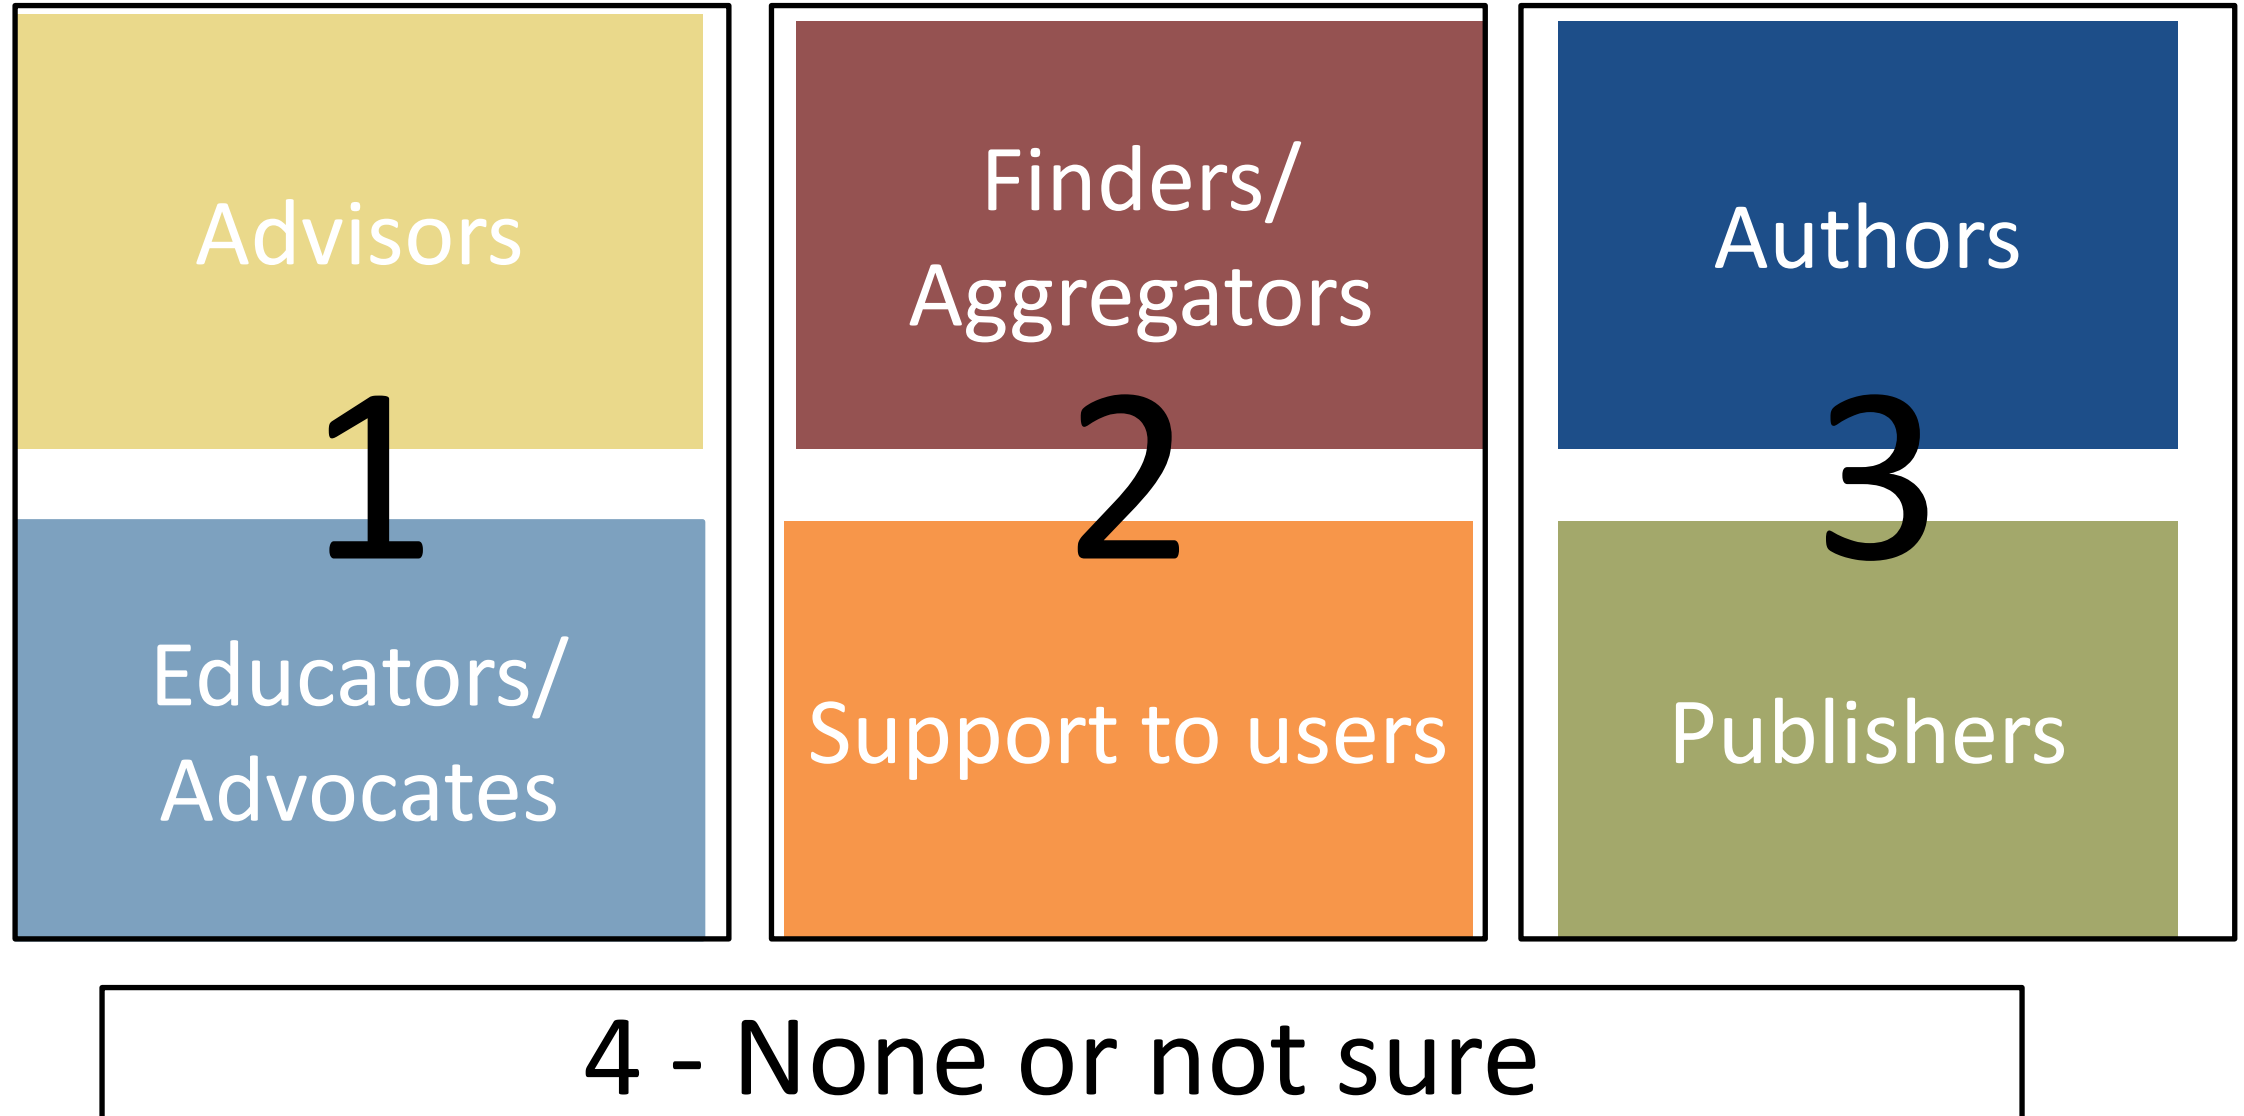 Advisors
1
Educators/
Advocates
Finders/
Aggregators
2
Support to users
Authors
3
Publishers
4 - None or not sure